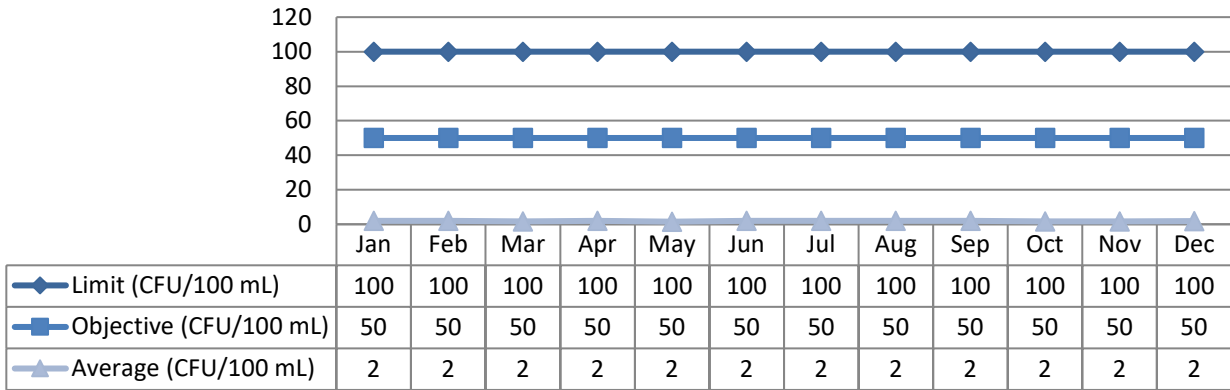 120
100
80
60
40
20
0
Jan Feb Mar Apr May Jun Jul Aug Sep Oct Nov Dec
Limit (CFU/100 mL) 100 100 100 100 100 100 100 100 100 100 100 100
Objective (CFU/100 mL) 50 50 50 50 50 50 50 50 50 50 50 50
Average (CFU/100 mL) 2 2 2 2 2 2 2 2 2 2 2 2